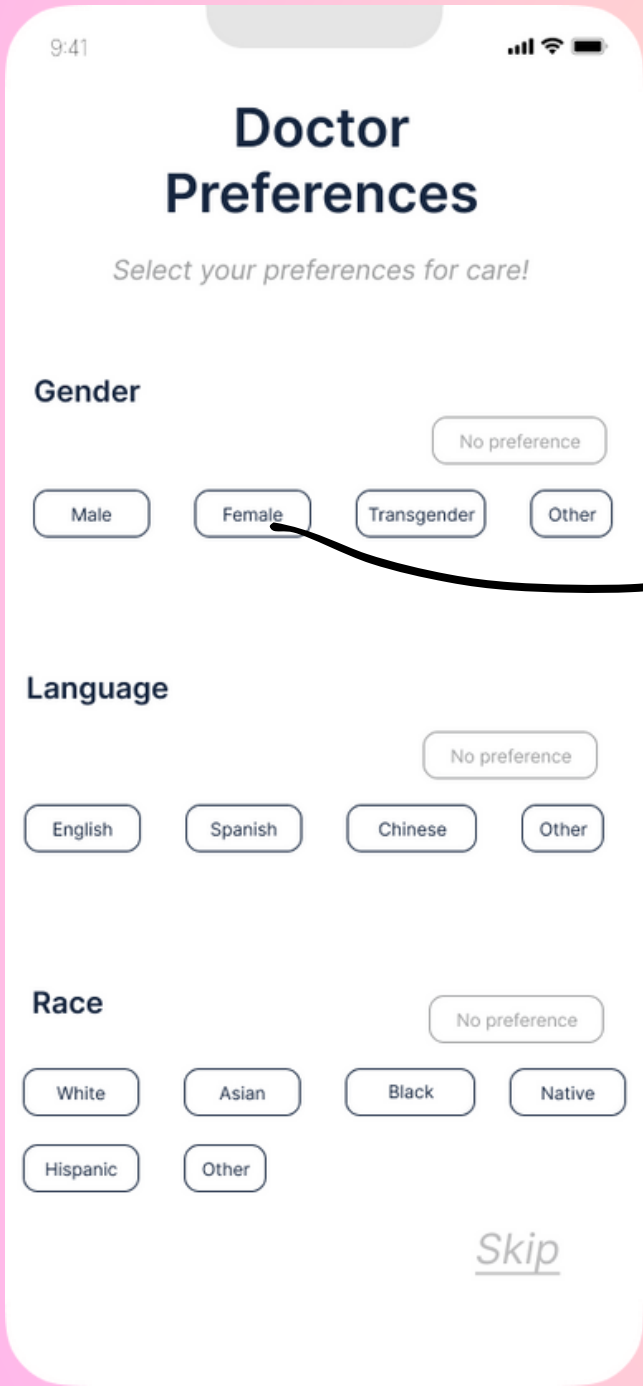 9:41
Doctor
Preferences
Select your preferences for care!
Gender
No preference
Male Female Transgender Other
Language
No preference
English Spanish Chinese Other
Race
No preference
White Asian Black Native
Hispanic Other
Skip